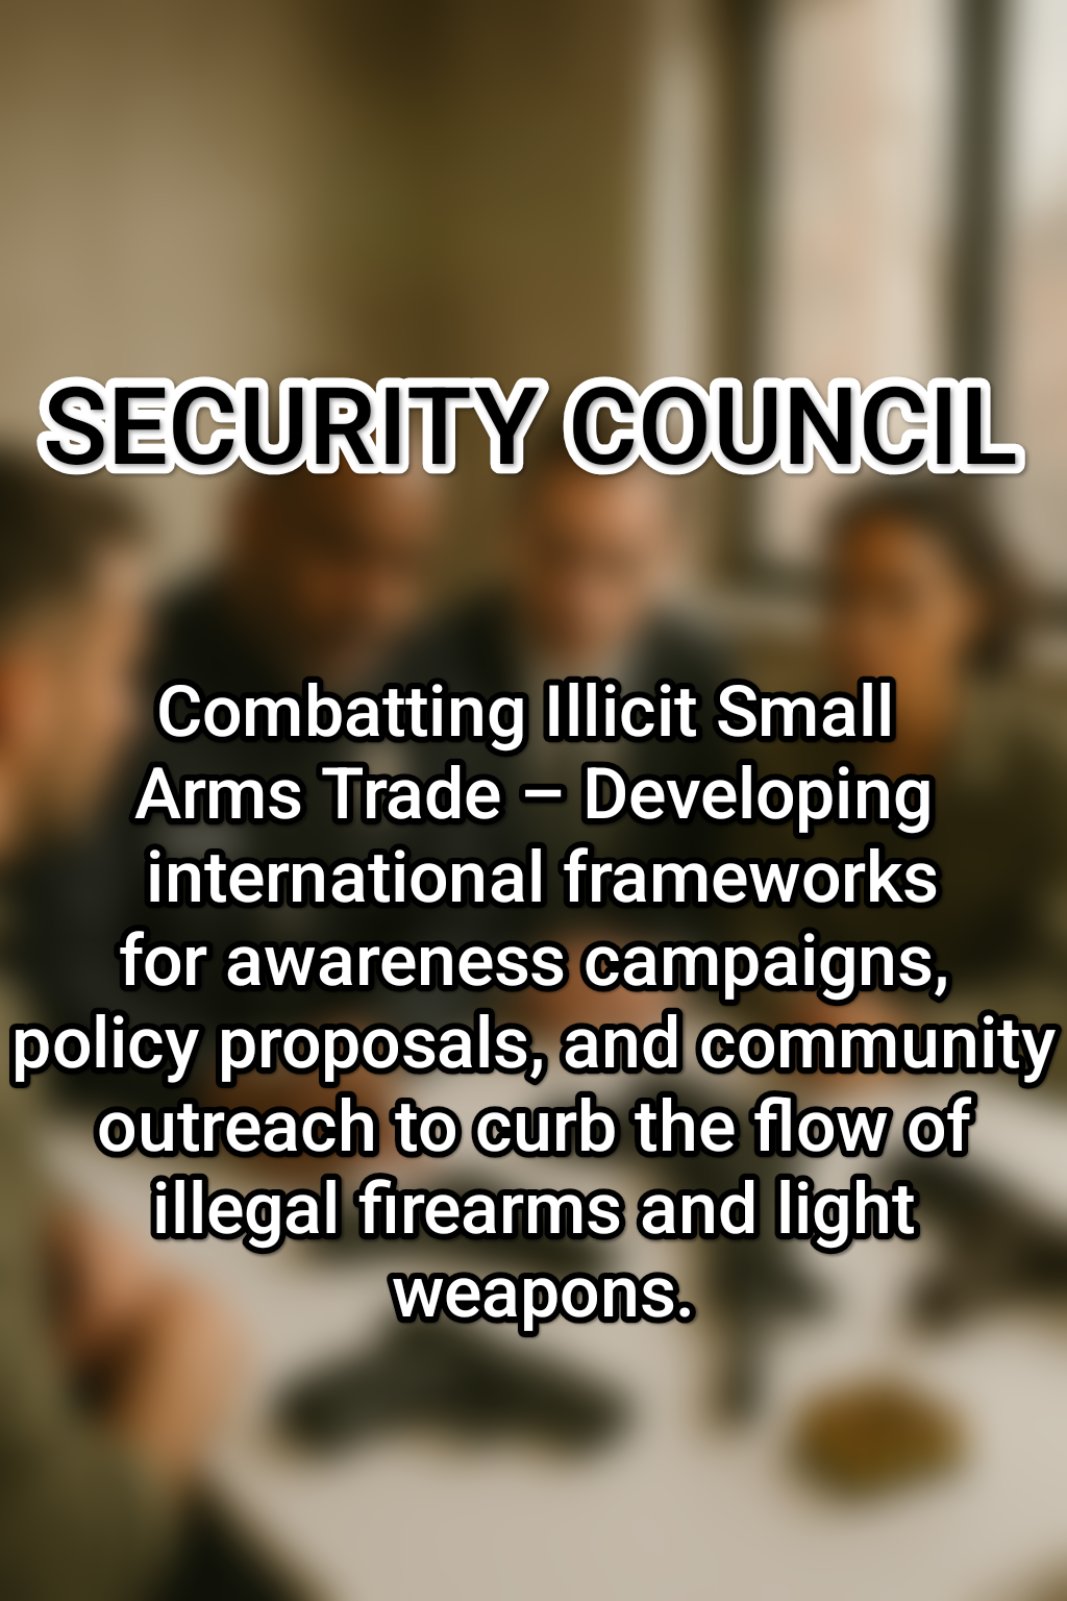 SECURITY COUNCIL
Combatting Illicit Small
Arms Trade – Developing
international frameworks
for awareness campaigns,
policy proposals, and community
outreach to curb the flow of
illegal firearms and light
weapons.